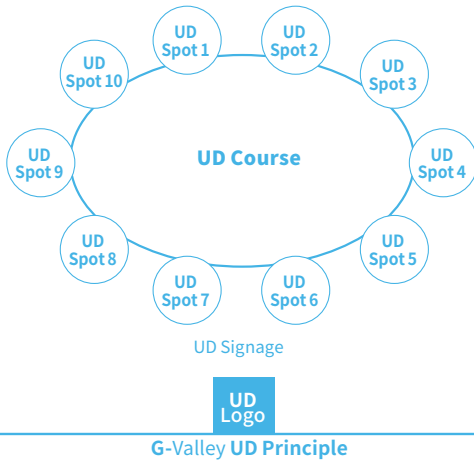 UD
Spot 1
UD
Spot 2
UD
Spot 3
UD
Spot 4
UD
Spot 5
UD
Spot 6
UD
Spot 7
UD
Spot 8
UD
Spot 9
UD
Spot 10
UD Course
UD Signage
UD
Logo
G-Valley UD Principle